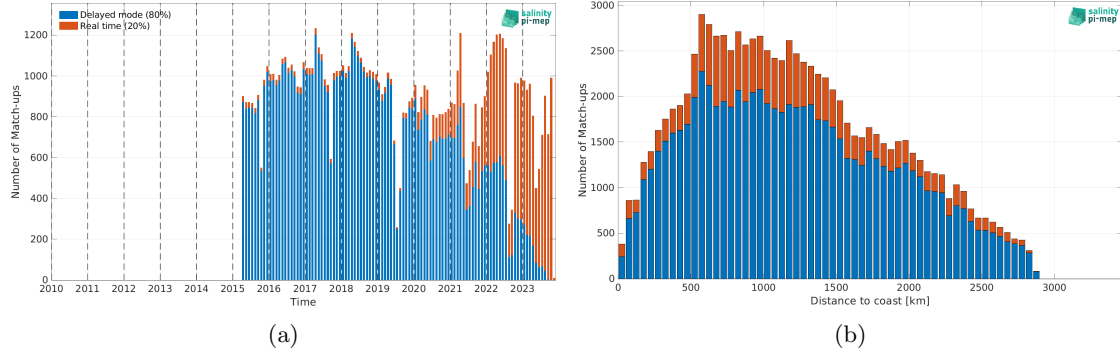 Delayed mode (80%)
Real time (20%)
salinity
pi-mep
1200
1000
800
600
400
200
0
Number of Match-ups
2010 2011 2012 2013 2014 2015 2016 2017 2018 2019 2020 2021 2022 2023
Time
(a)
salinity
pi-mep
3000
2500
2000
1500
1000
500
0
Number of Match-ups
0 500 1000 1500 2000 2500 3000
Distance to coast [km]
(b)